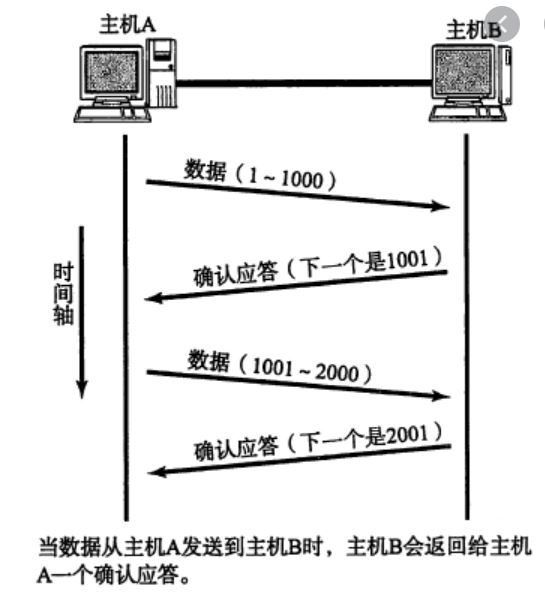 主机A
主机B
数据（1～1000）
确认应答（下一个是1001）
时间轴
数据（1001～2000）
确认应答（下一个是2001）
当数据从主机A发送到主机B时，主机B会返回给主机
A一个确认应答。